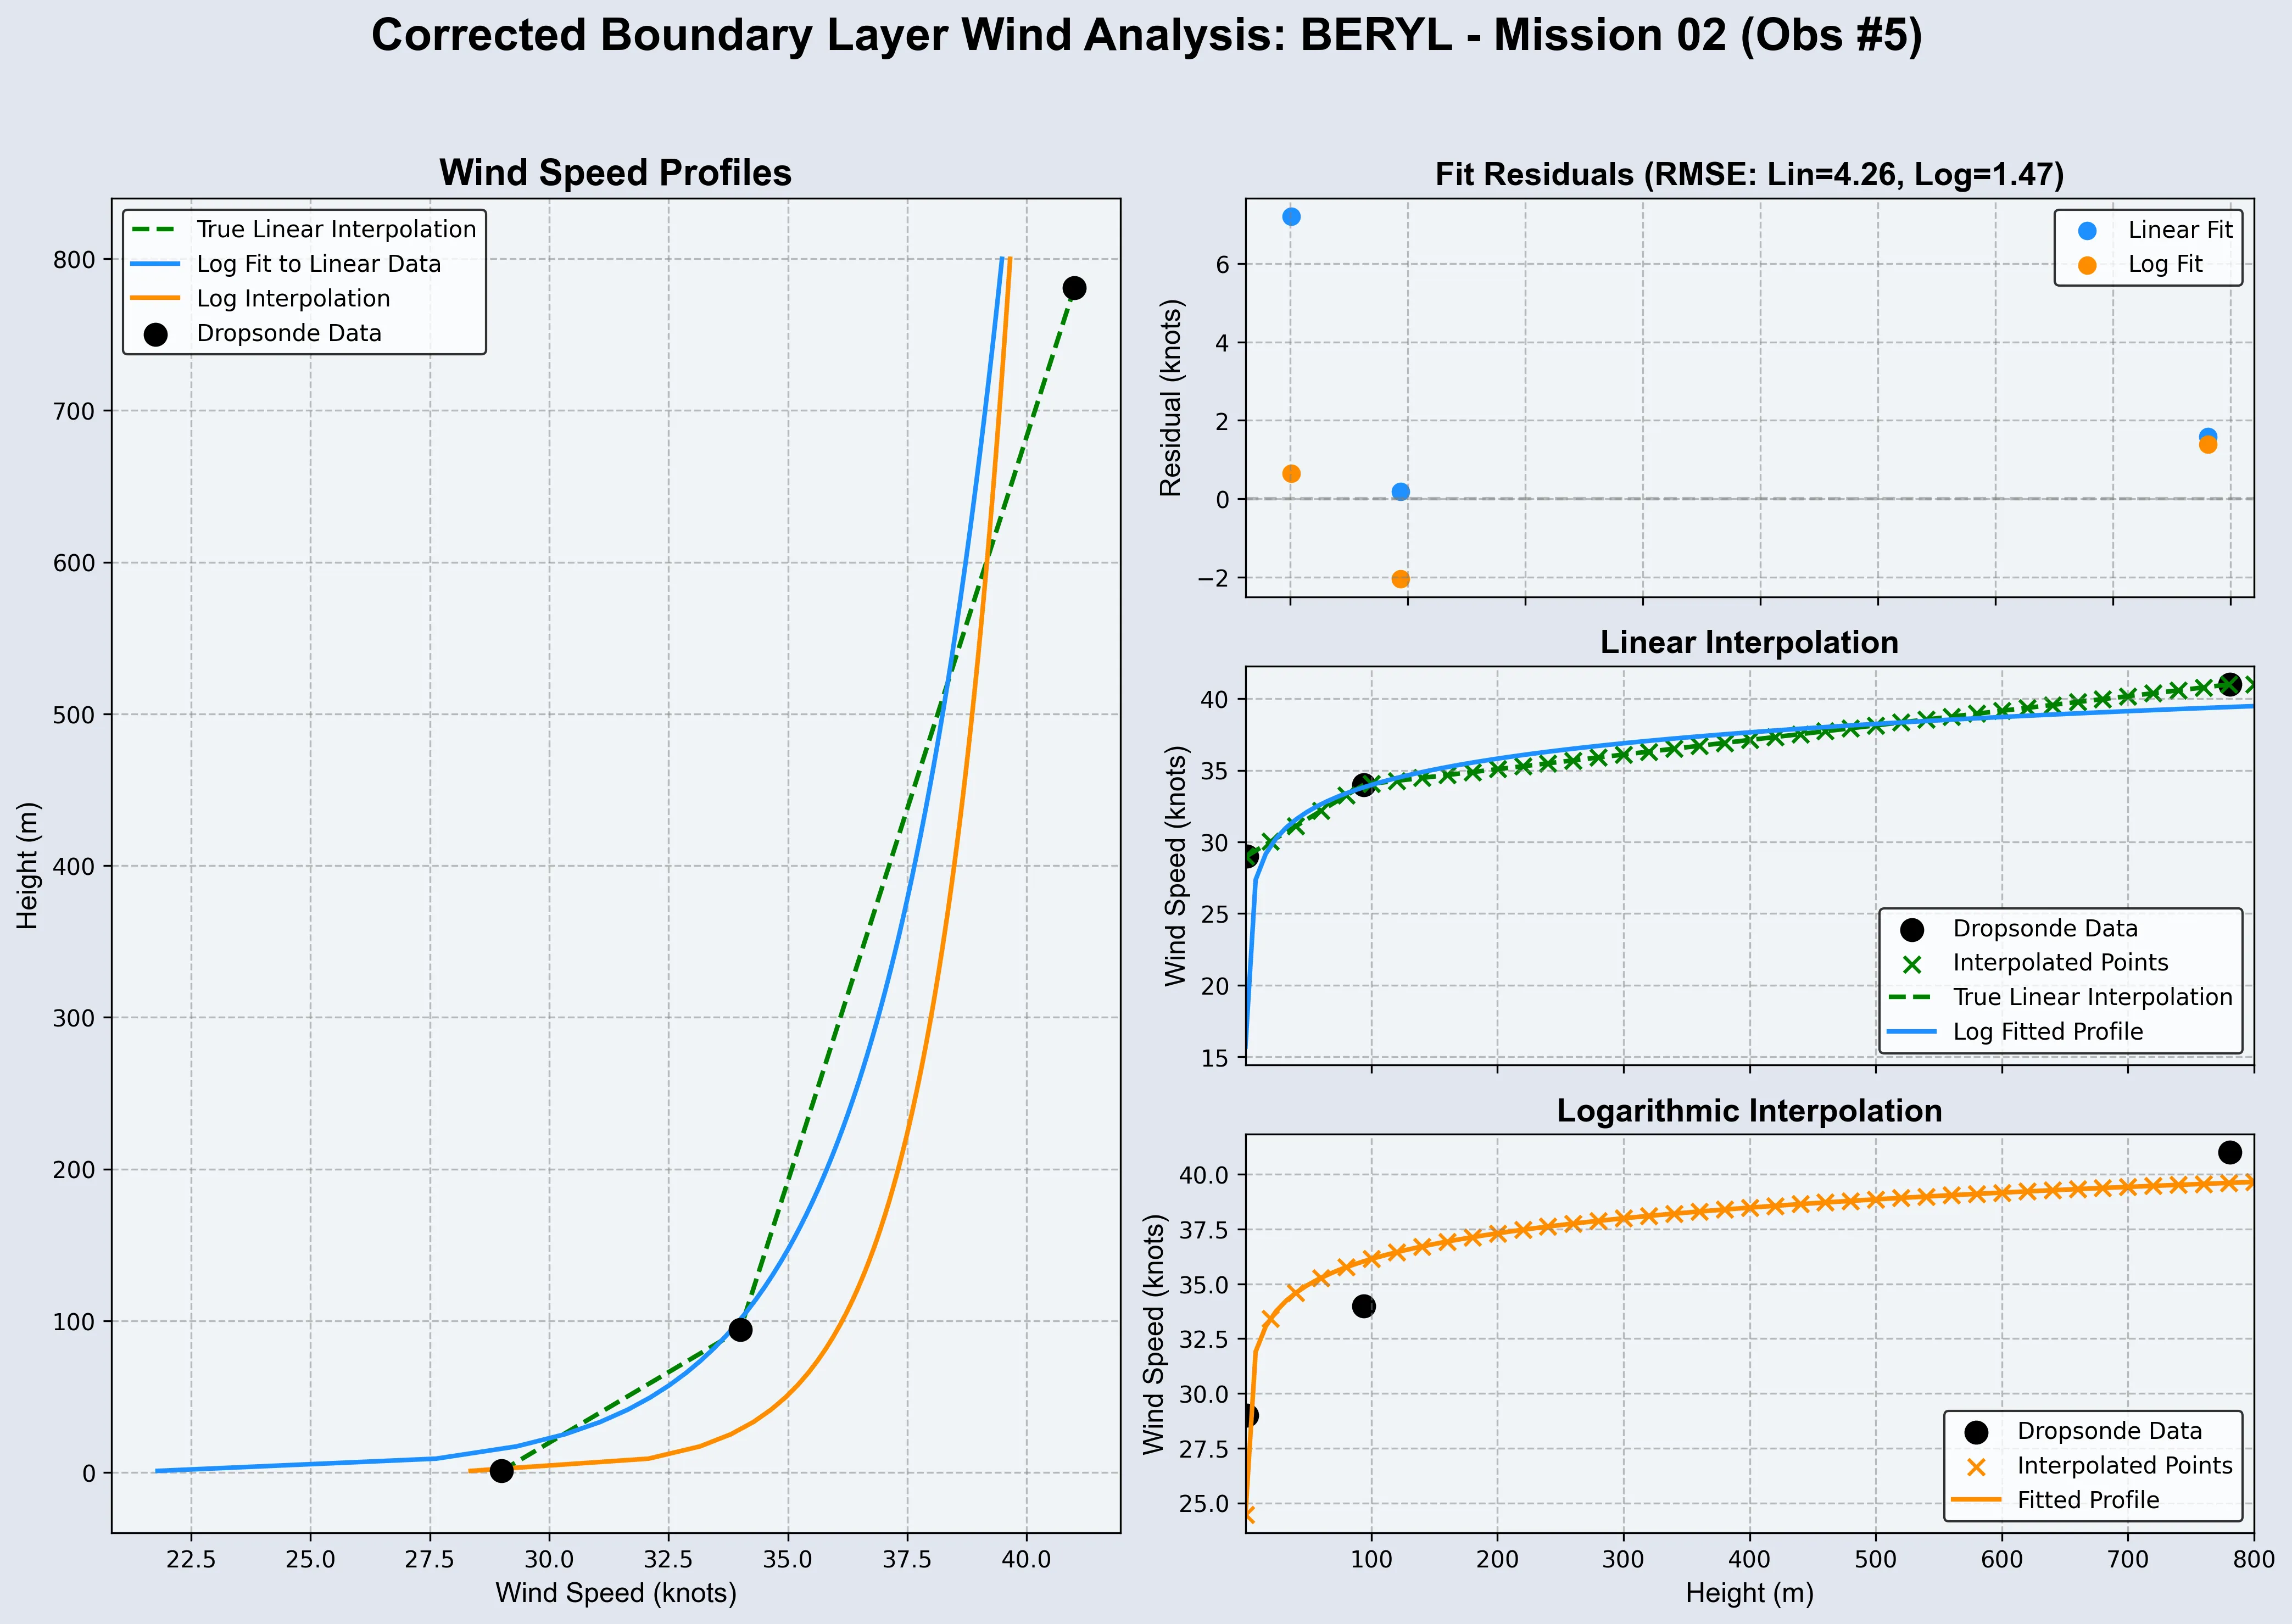 Corrected Boundary Layer Wind Analysis: BERYL - Mission 02 (Obs #5)
Wind Speed Profiles
True Linear Interpolation
Log Fit to Linear Data
Log Interpolation
Dropsonde Data
800
700
600
500
400
300
200
100
0
Height (m)
22.5 25.0 27.5 30.0 32.5 35.0 37.5 40.0
Wind Speed (knots)
Fit Residuals (RMSE: Lin=4.26, Log=1.47)
Linear Fit
Log Fit
6
4
2
0
−2
Residual (knots)
Linear Interpolation
40
35
30
25
20
15
Wind Speed (knots)
Dropsonde Data
Interpolated Points
True Linear Interpolation
Log Fitted Profile
Logarithmic Interpolation
40.0
37.5
35.0
32.5
30.0
27.5
25.0
Wind Speed (knots)
Dropsonde Data
Interpolated Points
Fitted Profile
100 200 300 400 500 600 700 800
Height (m)